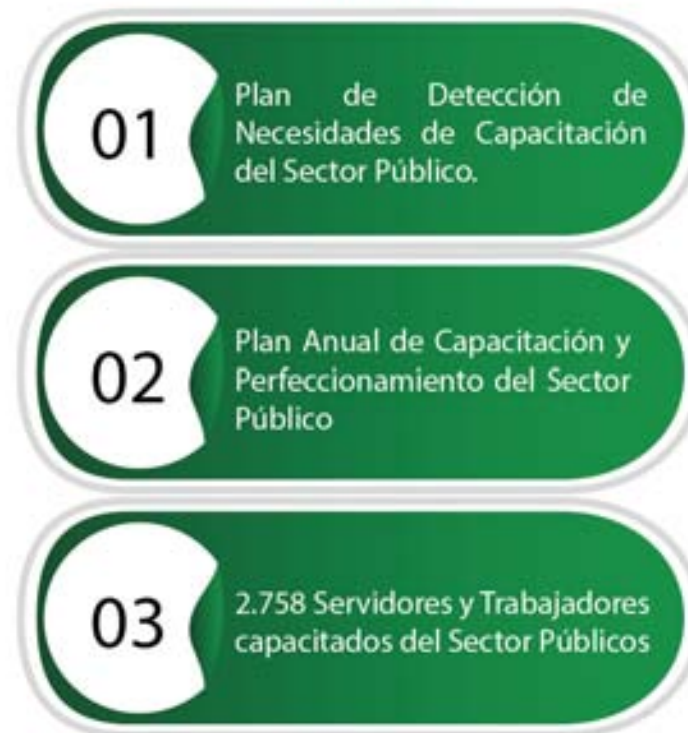 01
Plan de Detección de
Necesidades de Capacitación
del Sector Público.
02
Plan Anual de Capacitación y
Perfeccionamiento del Sector
Público
03
2.758 Servidores y Trabajadores
capacitados del Sector Públicos